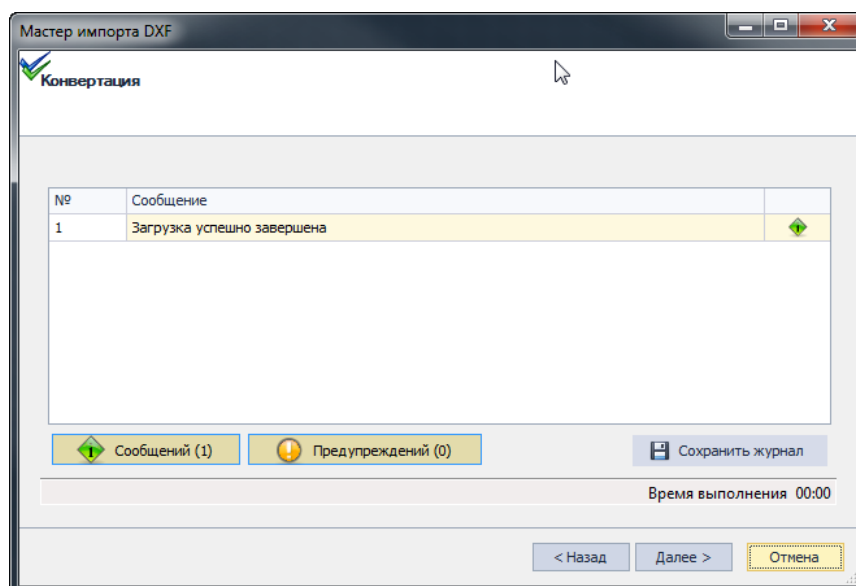 Мастер импорта DXF
Конвертация
№ Сообщение
1 Загрузка успешно завершена
Сообщений (1) Предупреждений (0) Сохранить журнал
Время выполнения 00:00
< Назад Далее > Отмена